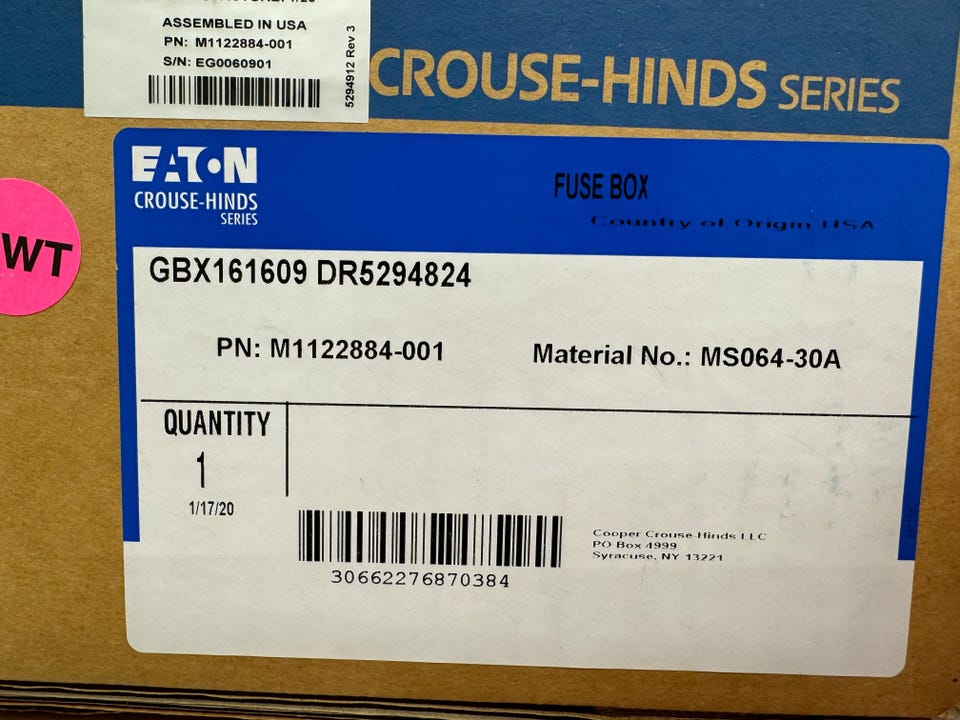 ASSEMBLED IN USA
PN: M1122884-001
S/N: EG0060901
5294912 Rev 3
CROUSE-HINDS SERIES
WT
EATON
CROUSE-HINDS
SERIES
FUSE BOX
Country of Origin USA
GBX161609 DR5294824
PN: M1122884-001
Material No.: MS064-30A
QUANTITY
1
1/17/20
30662276870384
Cooper Crouse-Hinds LLC
PO Box 4999
Syracuse, NY 13221